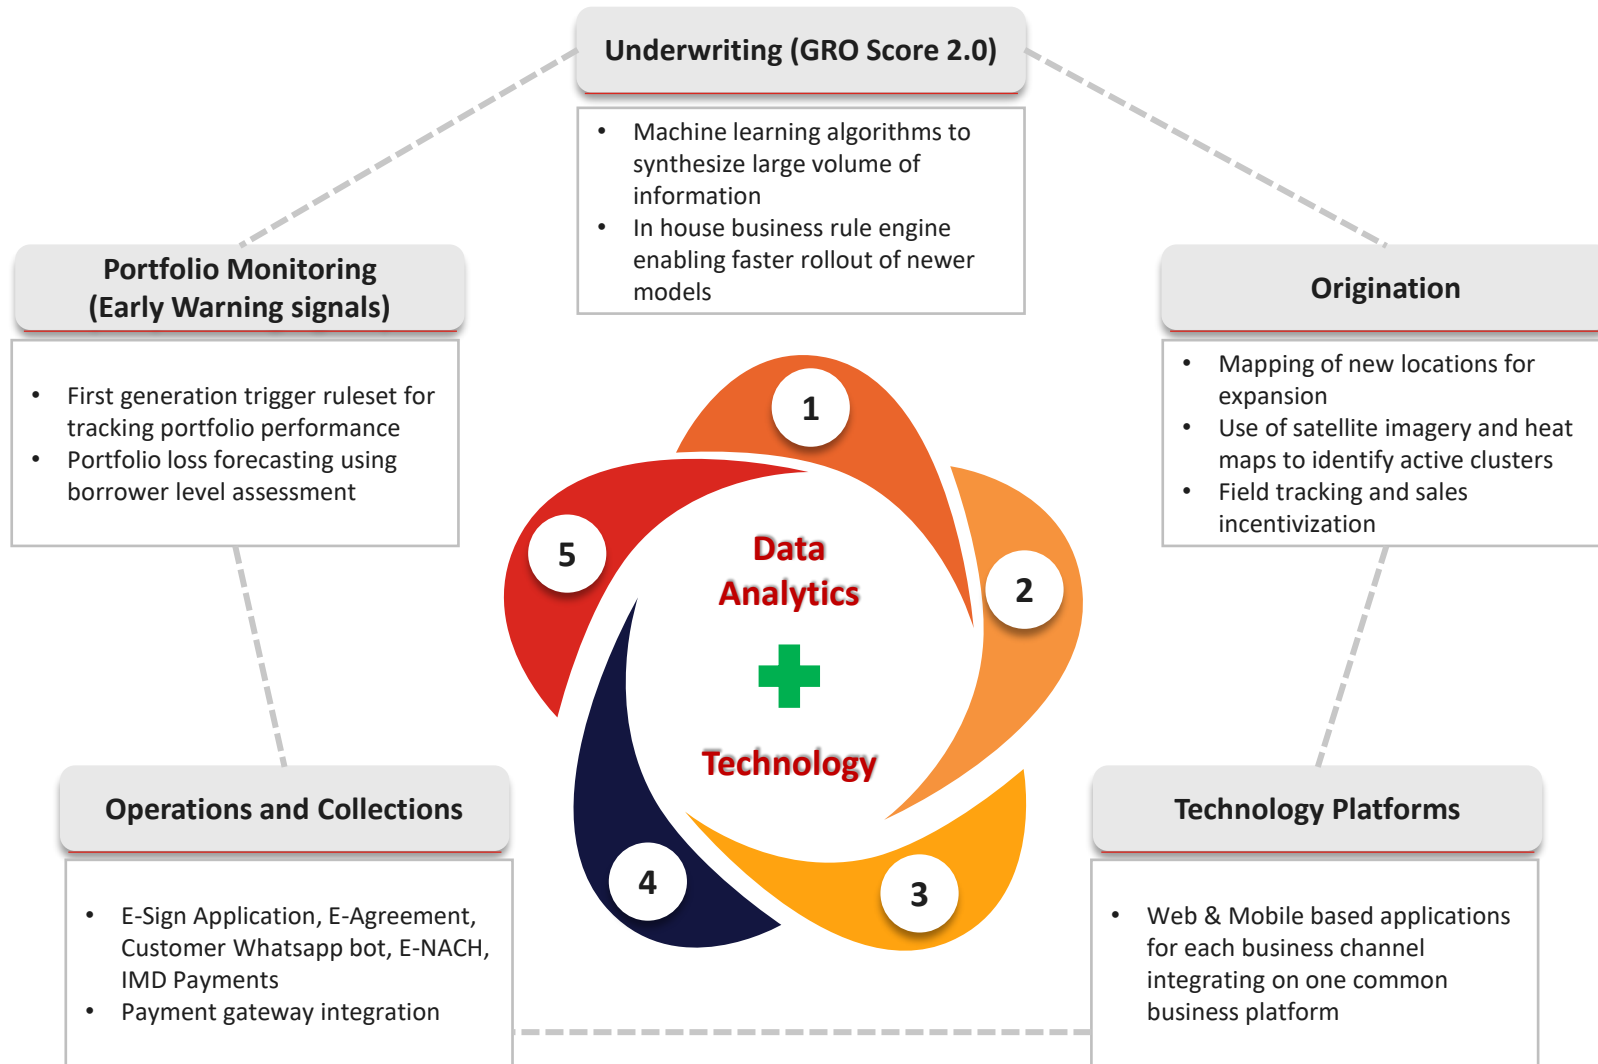 Underwriting (GRO Score 2.0)
• Machine learning algorithms to
synthesize large volume of
information
• In house business rule engine
enabling faster rollout of newer
models
Portfolio Monitoring
(Early Warning signals)
• First generation trigger ruleset for
tracking portfolio performance
• Portfolio loss forecasting using
borrower level assessment
Origination
• Mapping of new locations for
expansion
• Use of satellite imagery and heat
maps to identify active clusters
• Field tracking and sales
incentivization
1
2
3
4
5
Data
Analytics
Technology
Operations and Collections
• E-Sign Application, E-Agreement,
Customer Whatsapp bot, E-NACH,
IMD Payments
• Payment gateway integration
Technology Platforms
• Web & Mobile based applications
for each business channel
integrating on one common
business platform